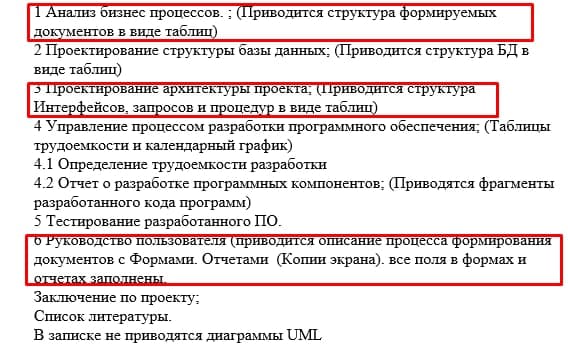 1 Анализ бизнес процессов. ; (Приводится структура формируемых
документов в виде таблиц)
2 Проектирование структуры базы данных; (Приводится структура БД в
виде таблиц)
3 Проектирование архитектуры проекта; (Приводится структура
Интерфейсов, запросов и процедур в виде таблиц)
4 Управление процессом разработки программного обеспечения; (Таблицы
трудоемкости и календарный график)
4.1 Определение трудоемкости разработки
4.2 Отчет о разработке программных компонентов; (Приводятся фрагменты
разработанного кода программ)
5 Тестирование разработанного ПО.
6 Руководство пользователя (приводится описание процесса формирования
документов с Формами. Отчетами (Копии экрана). все поля в формах и
отчетах заполнены.
Заключение по проекту;
Список литературы.
В записке не приводятся диаграммы UML